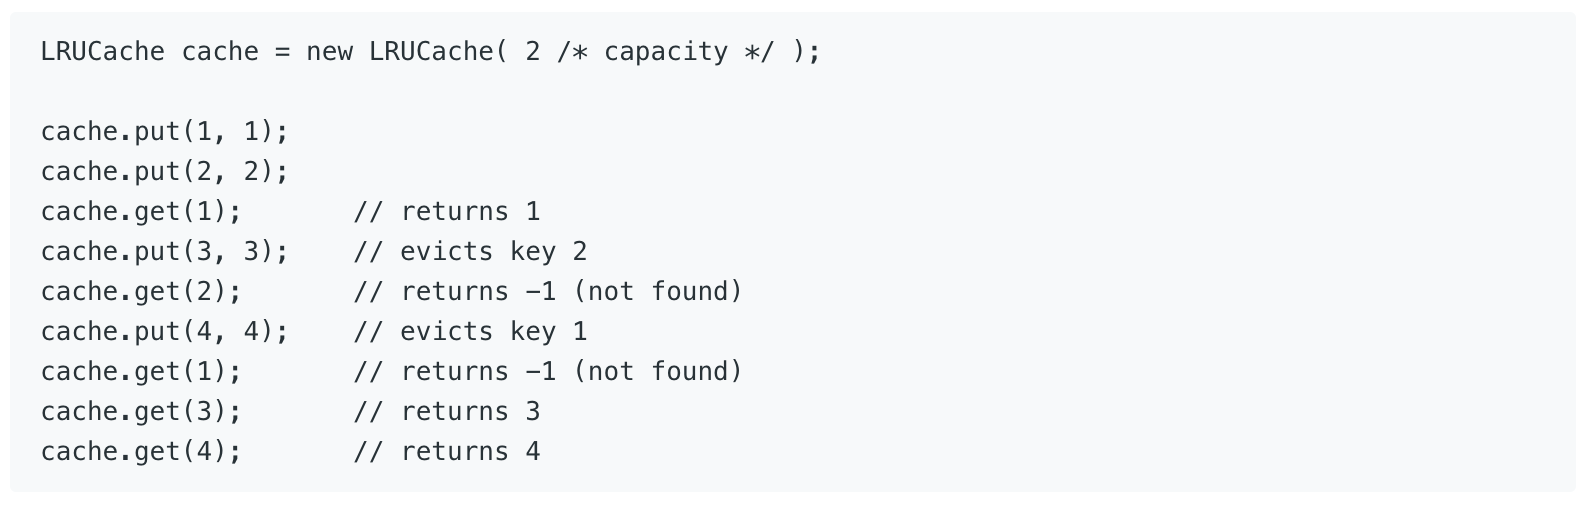 LRUCache cache = new LRUCache( 2 /* capacity */ );
cache.put(1, 1);
cache.put(2, 2);
cache.get(1);       // returns 1
cache.put(3, 3);    // evicts key 2
cache.get(2);       // returns -1 (not found)
cache.put(4, 4);    // evicts key 1
cache.get(1);       // returns -1 (not found)
cache.get(3);       // returns 3
cache.get(4);       // returns 4